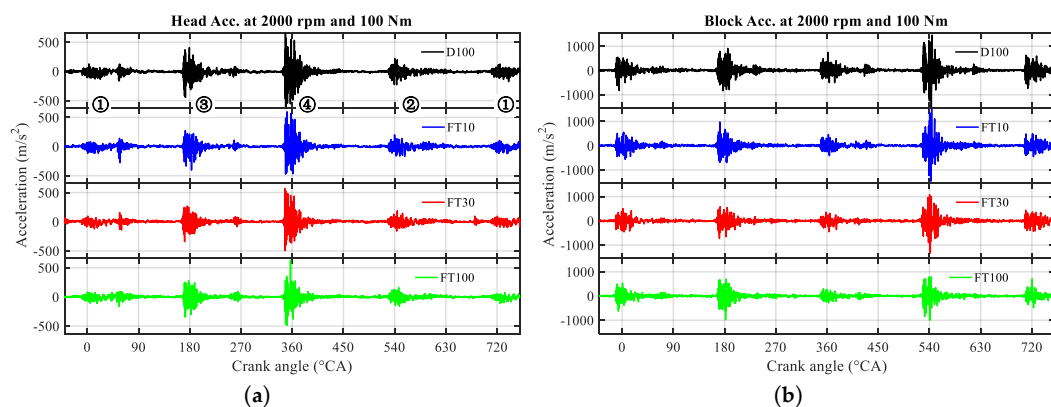 Head Acc. at 2000 rpm and 100 Nm
Acceleration (m/s²)
500
0
-500
D100
① ③ ④ ② ①
500
0
-500
FT10
500
0
-500
FT30
500
0
-500
FT100
0 90 180 270 360 450 540 630 720
Crank angle (°CA)
(a)
Block Acc. at 2000 rpm and 100 Nm
Acceleration (m/s²)
1000
0
-1000
D100
1000
0
-1000
FT10
1000
0
-1000
FT30
1000
0
-1000
FT100
0 90 180 270 360 450 540 630 720
Crank angle (°CA)
(b)